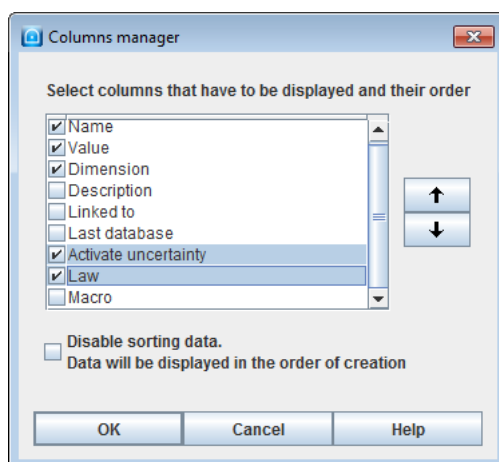 Columns manager
Select columns that have to be displayed and their order
Name
Value
Dimension
Description
Linked to
Last database
Activate uncertainty
Law
Macro
Disable sorting data.
Data will be displayed in the order of creation
OK
Cancel
Help